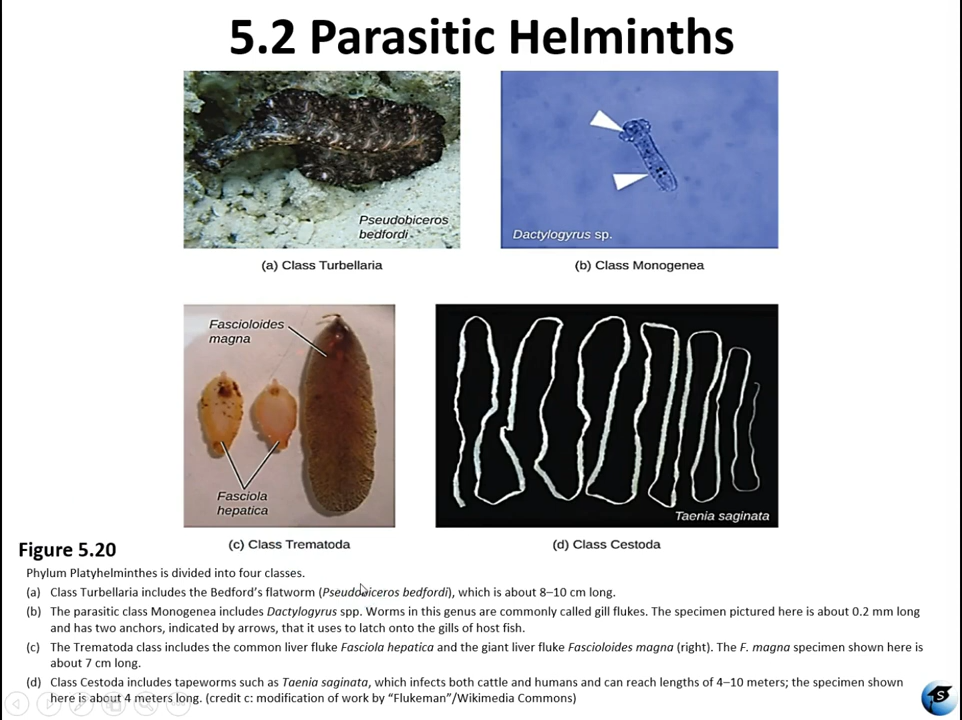 5.2 Parasitic Helminths
Pseudobiceros
bedfordi
Dactylogyrus sp.
(a) Class Turbellaria
(b) Class Monogenea
Fascioloides
magna
Fasciola
hepatica
Taenia saginata
(c) Class Trematoda
(d) Class Cestoda
Figure 5.20
Phylum Platyhelminthes is divided into four classes.
(a) Class Turbellaria includes the Bedford's flatworm (Pseudobiceros bedfordi), which is about 8–10 cm long.
(b) The parasitic class Monogenea includes Dactylogyrus spp. Worms in this genus are commonly called gill flukes. The specimen pictured here is about 0.2 mm long
and has two anchors, indicated by arrows, that it uses to latch onto the gills of host fish.
(c) The Trematoda class includes the common liver fluke Fasciola hepatica and the giant liver fluke Fascioloides magna (right). The F. magna specimen shown here is
about 7 cm long.
(d) Class Cestoda includes tapeworms such as Taenia saginata, which infects both cattle and humans and can reach lengths of 4–10 meters; the specimen shown
here is about 4 meters long. (credit c: modification of work by "Flukeman"/Wikimedia Commons)
S